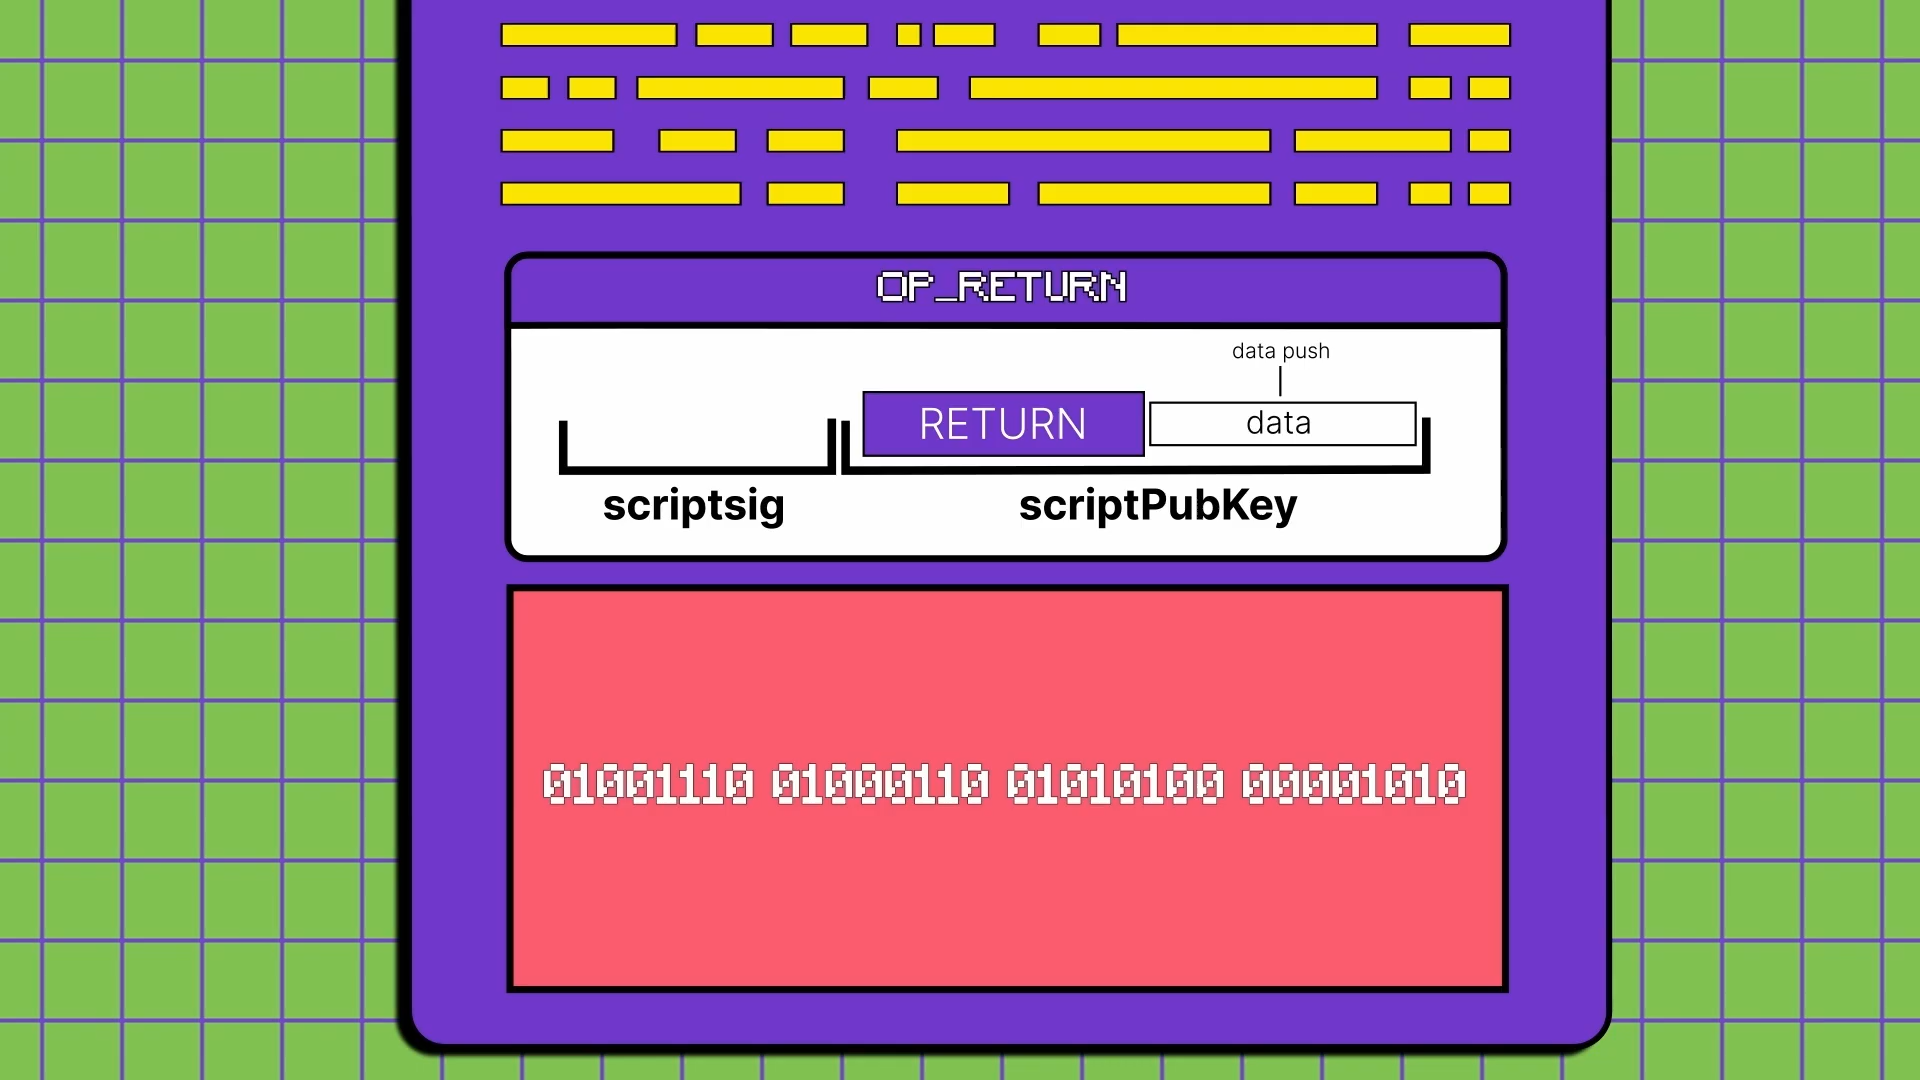 OP_RETURN
data push
RETURN data
scriptsig scriptPubKey
01001110 01000110 01010100 00001010